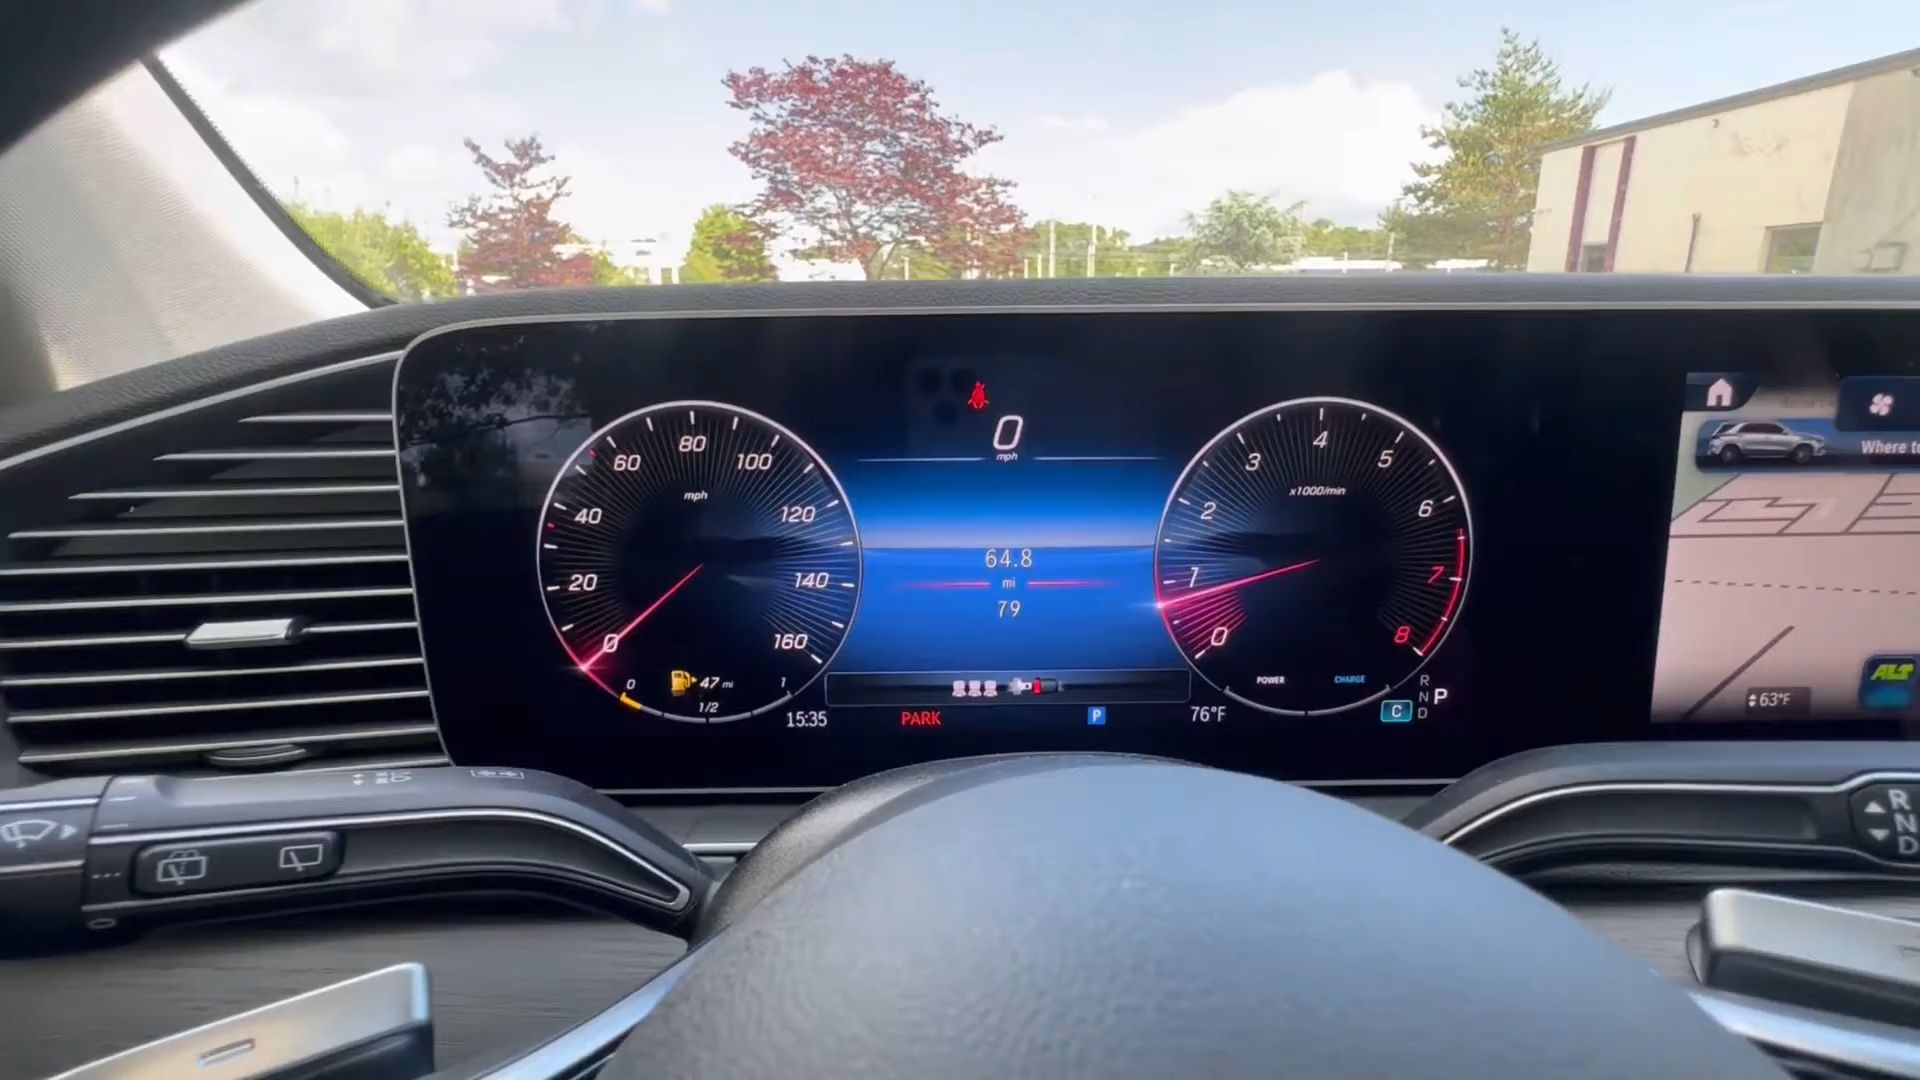 0
mph
80
60
100
mph
40
120
20
140
0
160
0
47 mi
1
1/2
15:35
64.8
mi
79
PARK
P
76°F
4
3
5
x1000/min
2
6
1
7
0
8
POWER
CHARGE
R
N
D
P
C
Where to
63°F
ALT
R
N
D